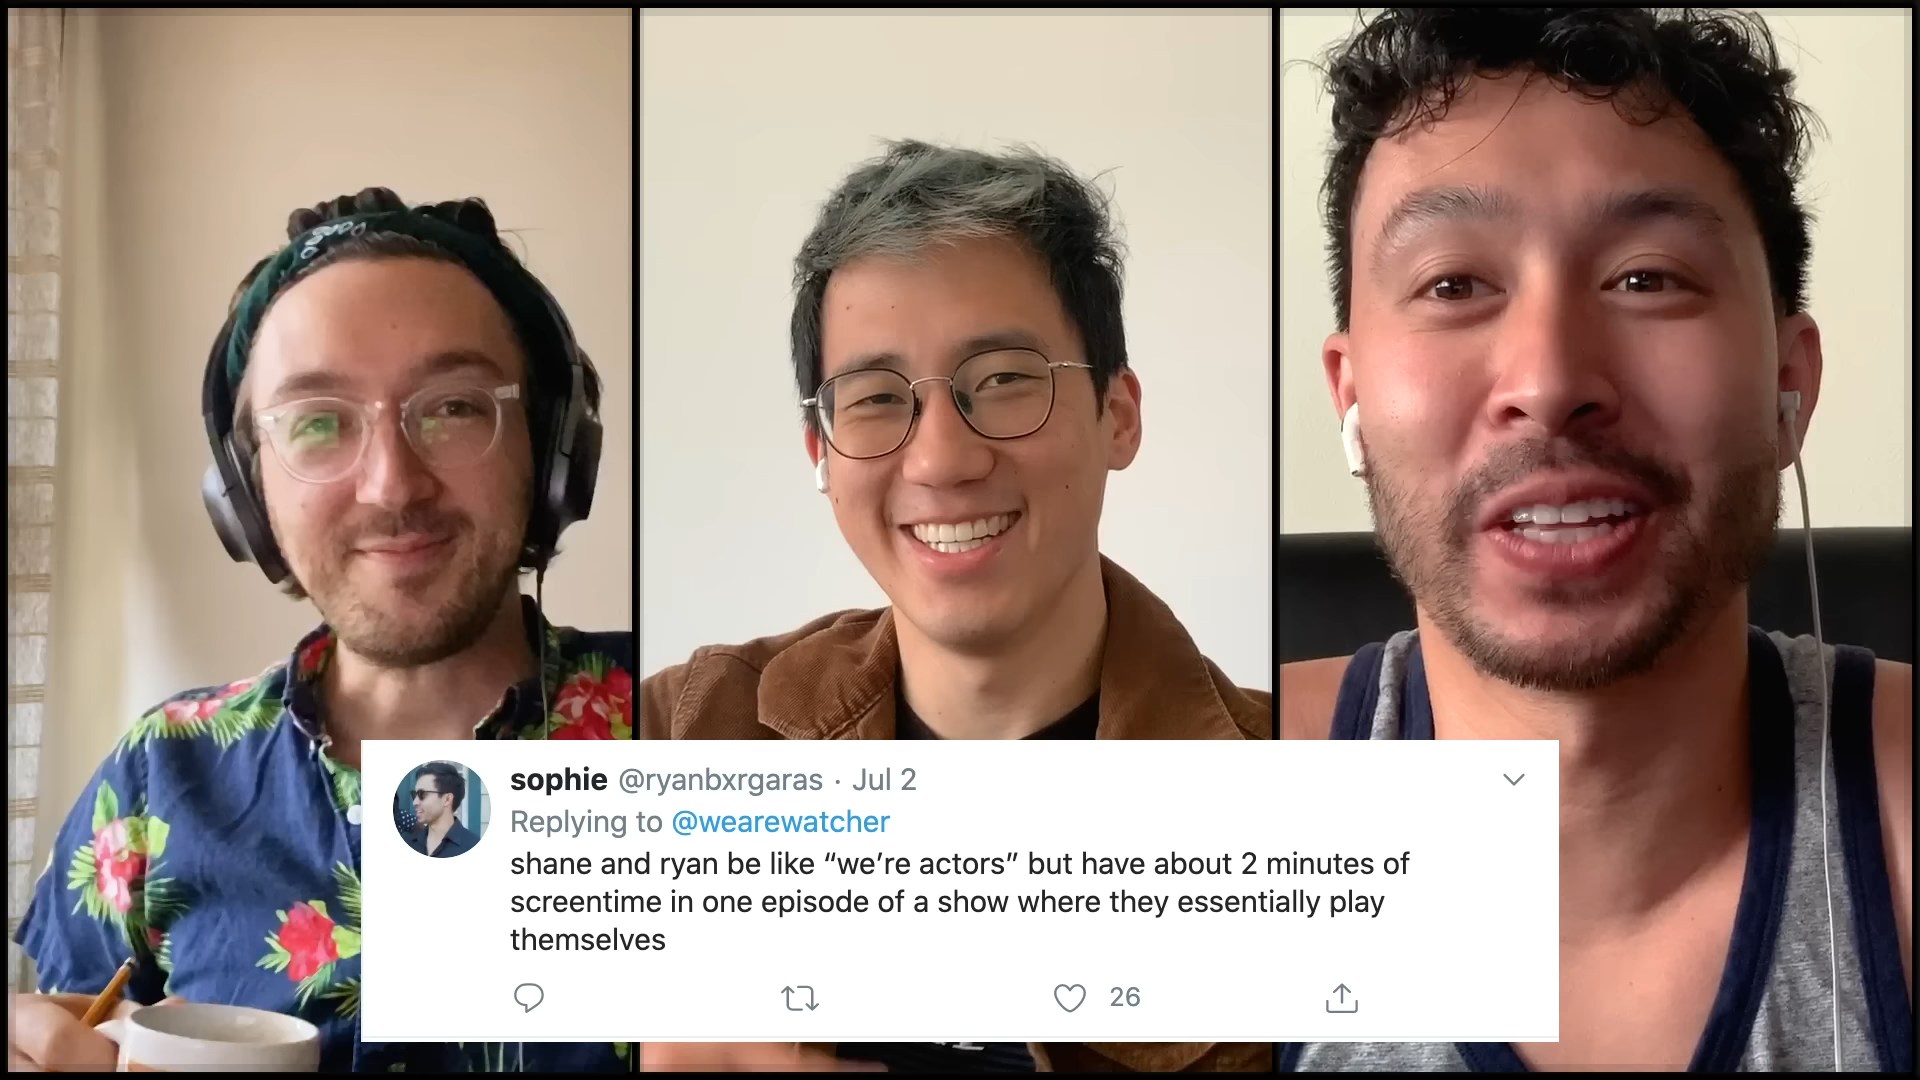 sophie @ryanbxrgaras · Jul 2
Replying to @wearewatcher
shane and ryan be like “we’re actors” but have about 2 minutes of
screentime in one episode of a show where they essentially play
themselves
26